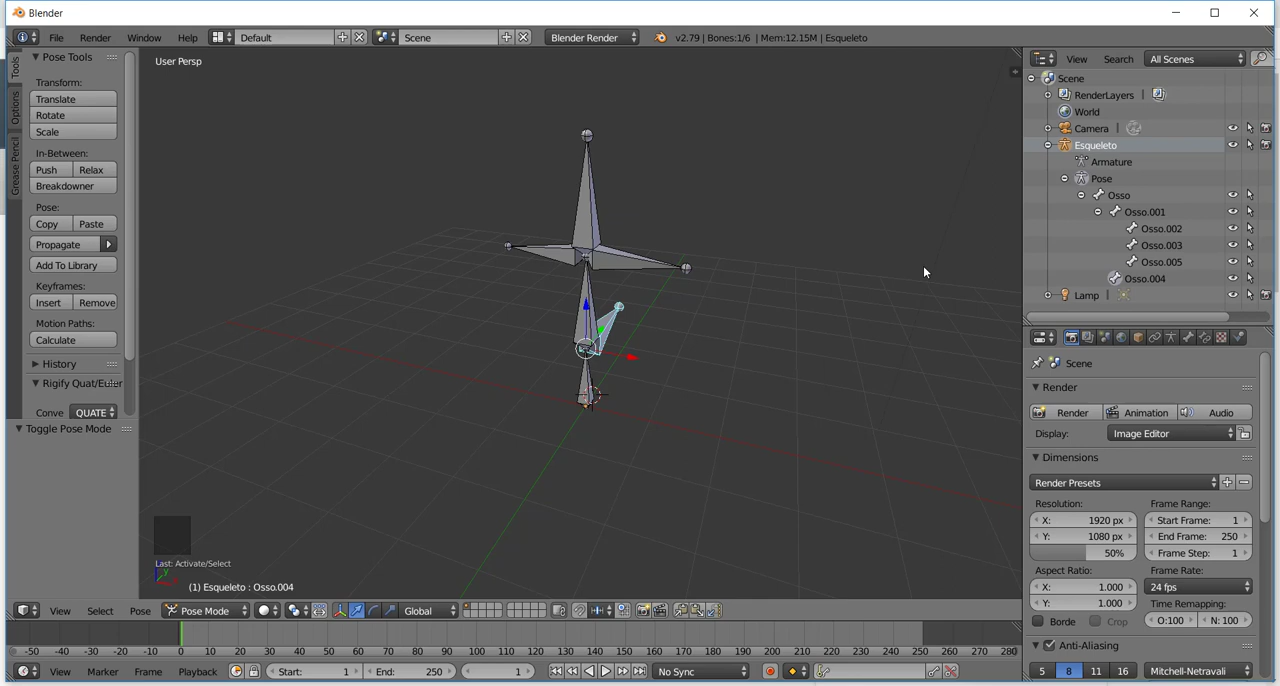 Blender
File Render Window Help Default Scene Blender Render v2.79 | Bones:1/6 | Mem:12.15M | Esqueleto
Tools
Options
Grease Pencil
Pose Tools
Transform:
Translate
Rotate
Scale
In-Between:
Push Relax
Breakdowner
Pose:
Copy Paste
Propagate
Add To Library
Keyframes:
Insert Remove
Motion Paths:
Calculate
History
Conve QUATE
Toggle Pose Mode
User Persp
Last: Activate/Select
y
(1) Esqueleto : Osso.004
View Select Pose Pose Mode Global
-50 -40 -30 -20 -10 0 10 20 30 40 50 60 70 80 90 100 110 120 130 140 150 160 170 180 190 200 210 220 230 240 250 260 270 280
View Marker Frame Playback Start: 1 End: 250 1 No Sync
View Search All Scenes
Scene
RenderLayers |
World
Camera |
Esqueleto
Armature
Pose
Osso
Osso.001
Osso.002
Osso.003
Osso.005
Osso.004
Lamp |
Scene
Render
Render Animation Audio
Display: Image Editor
Dimensions
Render Presets
Resolution: Frame Range:
X: 1920 px Start Frame: 1
Y: 1080 px End Frame: 250
50% Frame Step: 1
Aspect Ratio: Frame Rate:
X: 1.000 24 fps
Y: 1.000 Time Remapping:
Borde Crop O:100 N: 100
Anti-Aliasing
5 8 11 16 Mitchell-Netravali